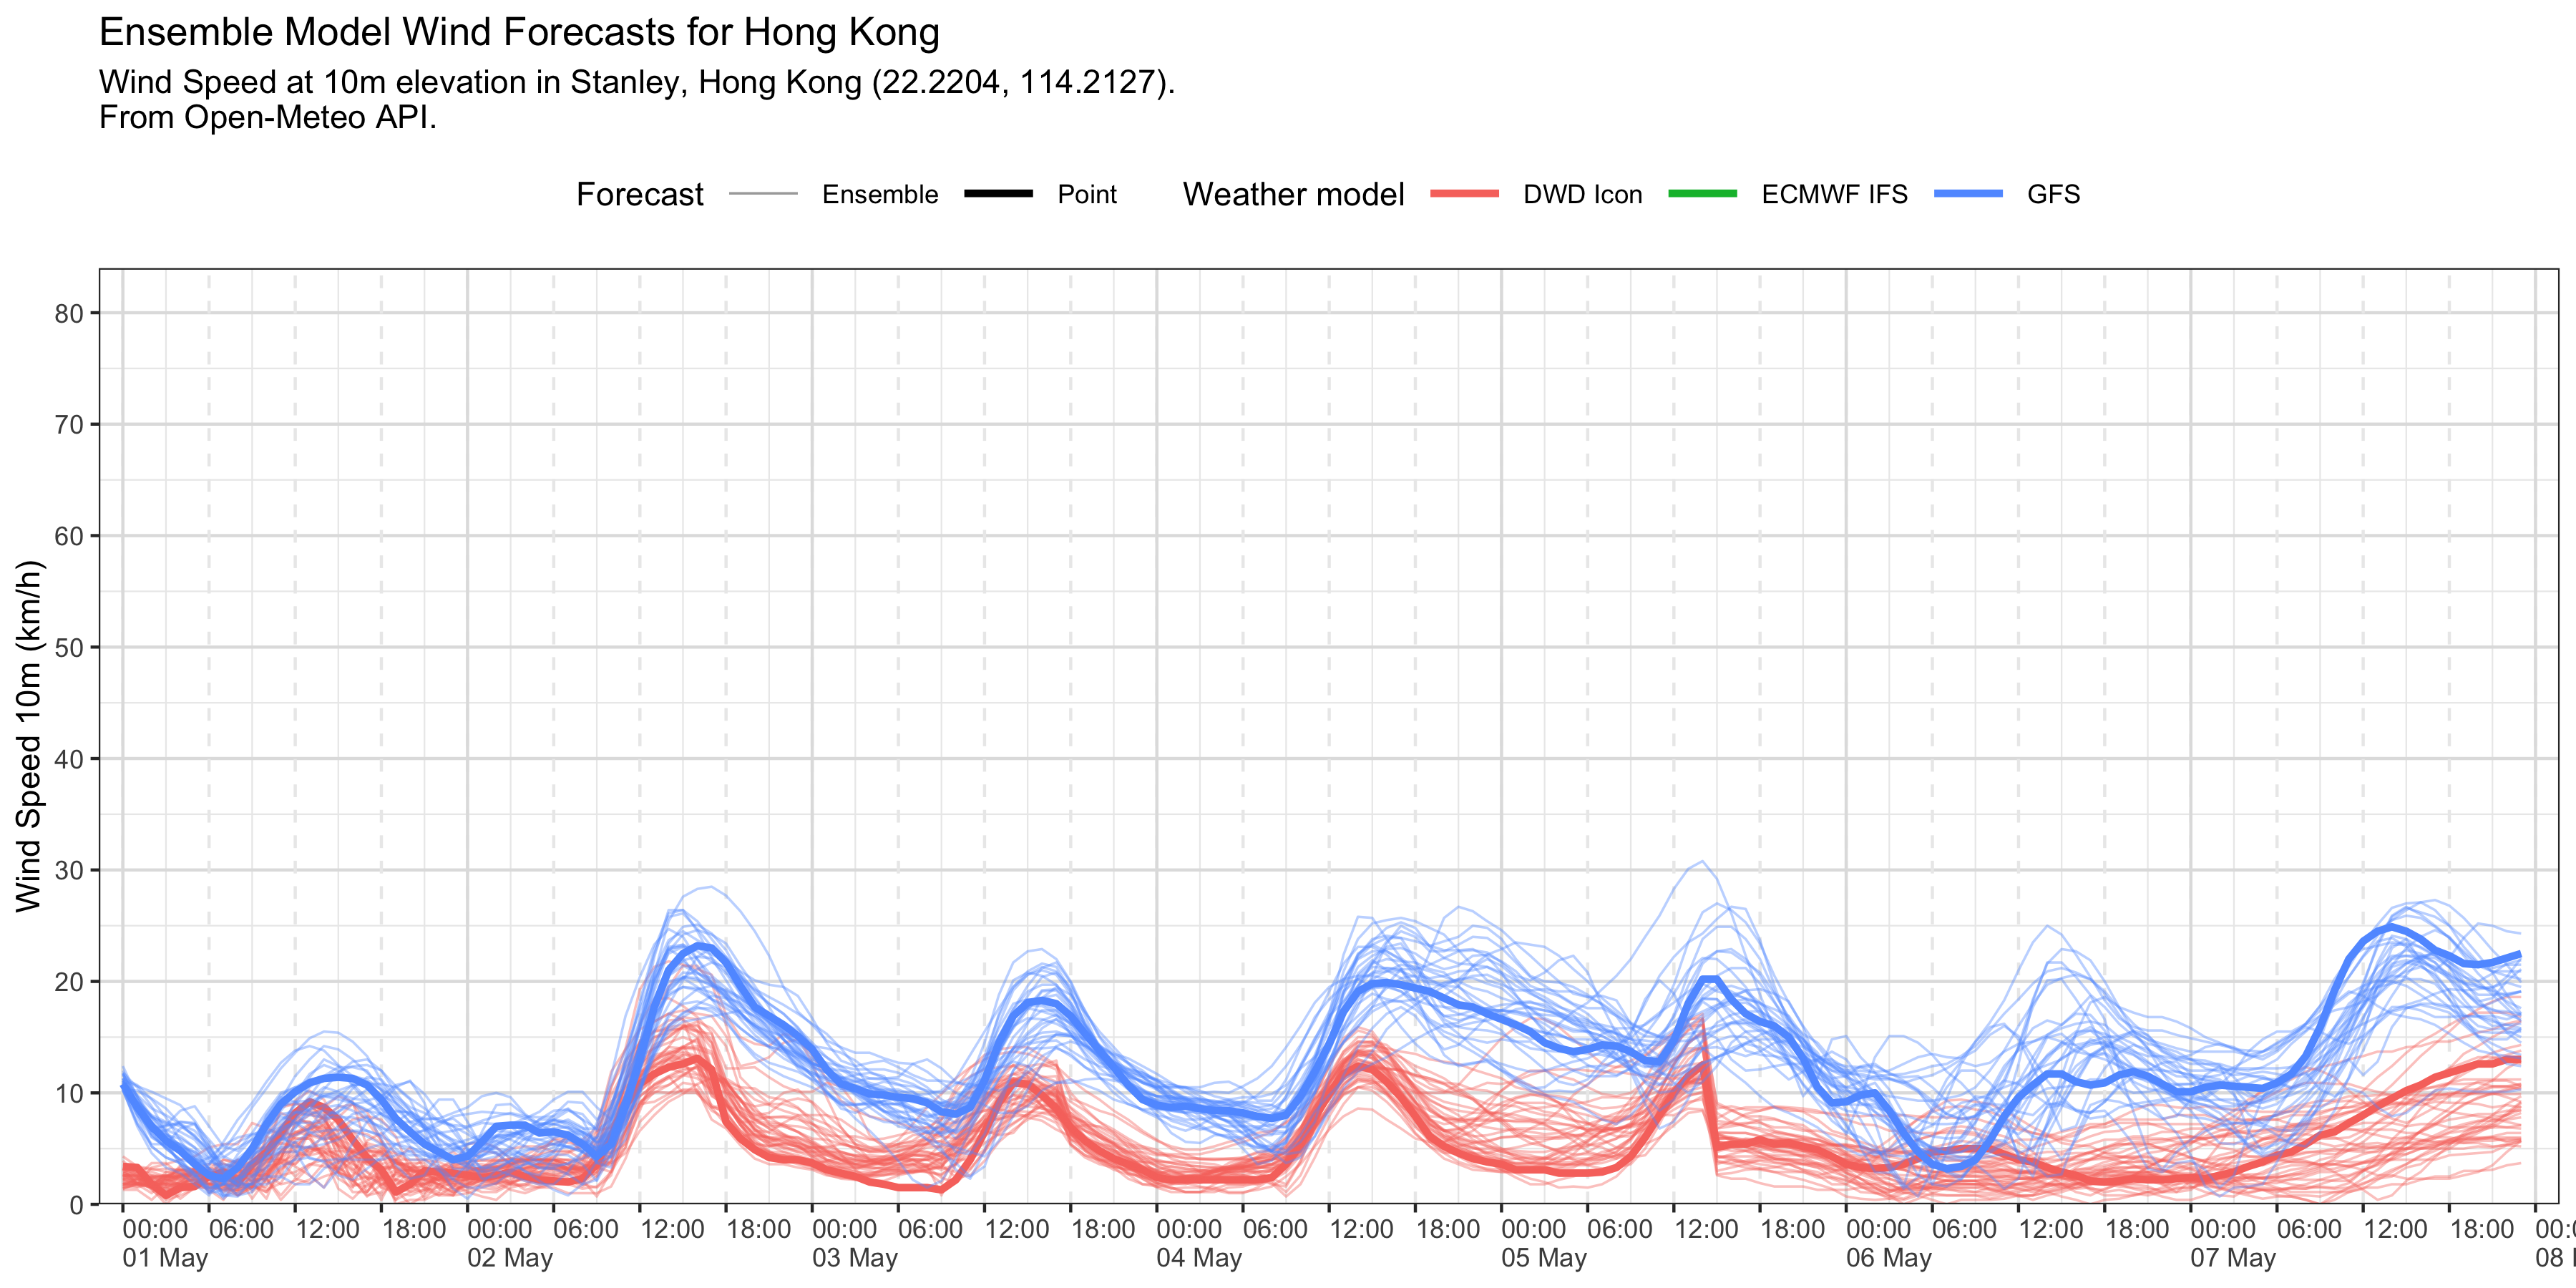 Ensemble Model Wind Forecasts for Hong Kong
Wind Speed at 10m elevation in Stanley, Hong Kong (22.2204, 114.2127).
From Open-Meteo API.
Forecast Ensemble Point Weather model DWD Icon ECMWF IFS GFS
Wind Speed 10m (km/h)
80
70
60
50
40
30
20
10
0
00:00 06:00 12:00 18:00 00:00 06:00 12:00 18:00 00:00 06:00 12:00 18:00 00:00 06:00 12:00 18:00 00:00 06:00 12:00 18:00 00:00 06:00 12:00 18:00 00:00 06:00 12:00 18:00
01 May 02 May 03 May 04 May 05 May 06 May 07 May 08